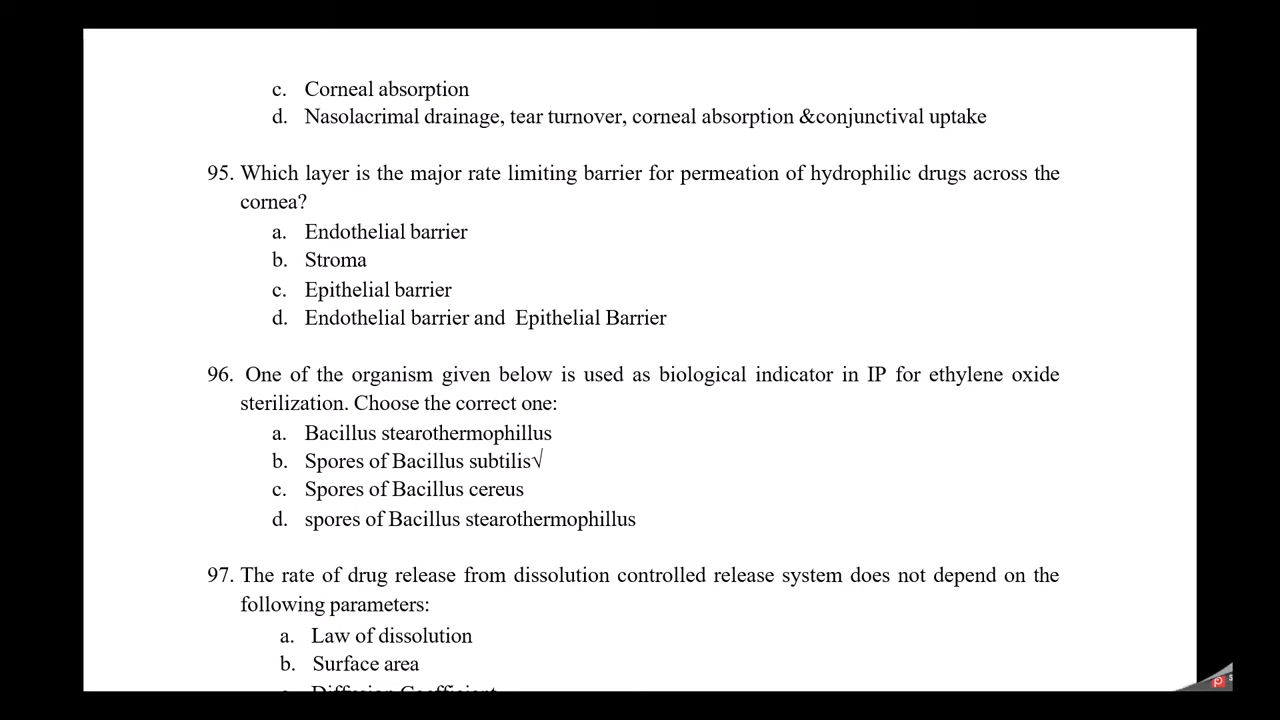 c. Corneal absorption
d. Nasolacrimal drainage, tear turnover, corneal absorption &conjunctival uptake
95. Which layer is the major rate limiting barrier for permeation of hydrophilic drugs across the
cornea?
a. Endothelial barrier
b. Stroma
c. Epithelial barrier
d. Endothelial barrier and Epithelial Barrier
96. One of the organism given below is used as biological indicator in IP for ethylene oxide
sterilization. Choose the correct one:
a. Bacillus stearothermophillus
b. Spores of Bacillus subtilis√
c. Spores of Bacillus cereus
d. spores of Bacillus stearothermophillus
97. The rate of drug release from dissolution controlled release system does not depend on the
following parameters:
a. Law of dissolution
b. Surface area